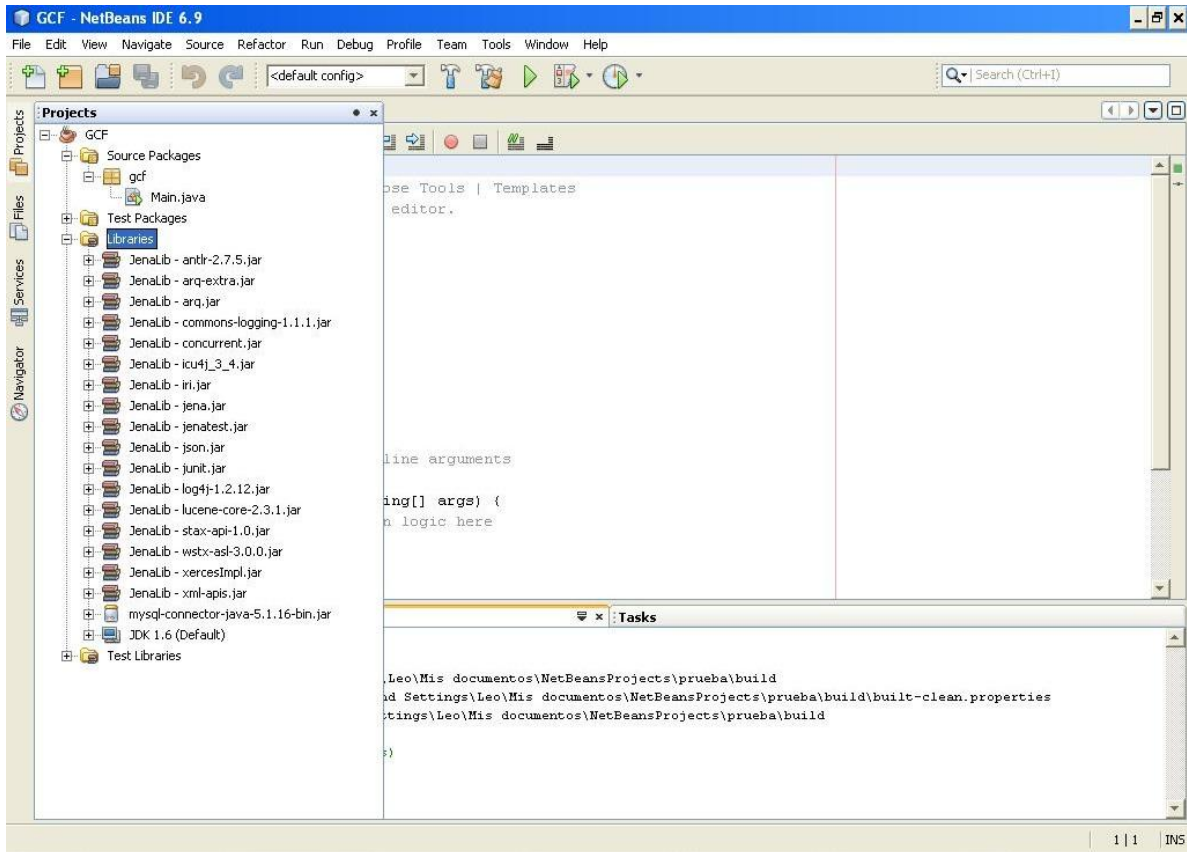 GCF - NetBeans IDE 6.9
File Edit View Navigate Source Refactor Run Debug Profile Team Tools Window Help
<default config>
Search (Ctrl+I)
Projects
Files
Services
Navigator
Projects
GCF
Source Packages
gcf
Main.java
Test Packages
Libraries
JenaLib - antlr-2.7.5.jar
JenaLib - arq-extra.jar
JenaLib - arq.jar
JenaLib - commons-logging-1.1.1.jar
JenaLib - concurrent.jar
JenaLib - icu4j_3_4.jar
JenaLib - iri.jar
JenaLib - jena.jar
JenaLib - jenatest.jar
JenaLib - json.jar
JenaLib - junit.jar
JenaLib - log4j-1.2.12.jar
JenaLib - lucene-core-2.3.1.jar
JenaLib - stax-api-1.0.jar
JenaLib - wstx-asl-3.0.0.jar
JenaLib - xercesImpl.jar
JenaLib - xml-apis.jar
mysql-connector-java-5.1.16-bin.jar
JDK 1.6 (Default)
Test Libraries
ose Tools | Templates
editor.
line arguments
ing[] args) {
n logic here
Tasks
Leo\Mis documentos\NetBeansProjects\prueba\build
nd Settings\Leo\Mis documentos\NetBeansProjects\prueba\build\built-clean.properties
ttings\Leo\Mis documentos\NetBeansProjects\prueba\build
s)
1 | 1 INS